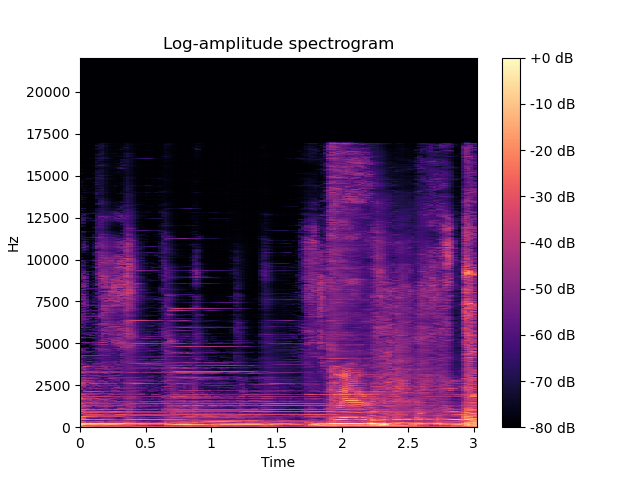 Log-amplitude spectrogram
Hz
20000
17500
15000
12500
10000
7500
5000
2500
0
0
0.5
1
1.5
2
2.5
3
Time
+0 dB
-10 dB
-20 dB
-30 dB
-40 dB
-50 dB
-60 dB
-70 dB
-80 dB